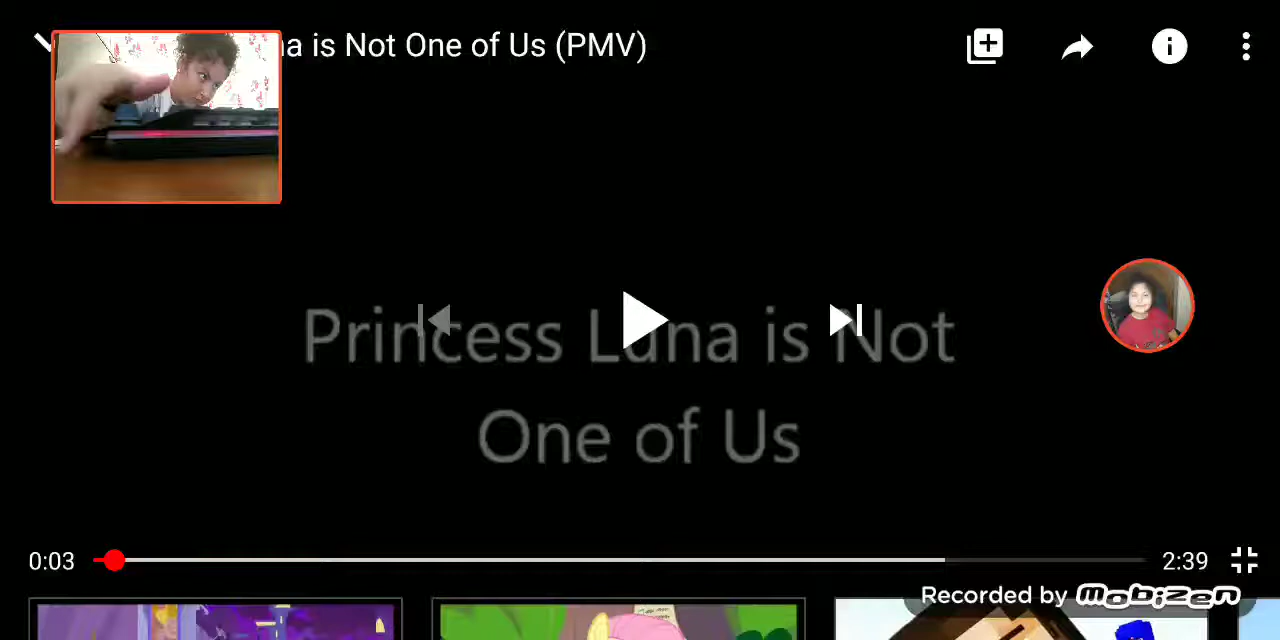 a is Not One of Us (PMV)
Princess Luna is Not
One of Us
0:03
2:39
Recorded by Mobizen